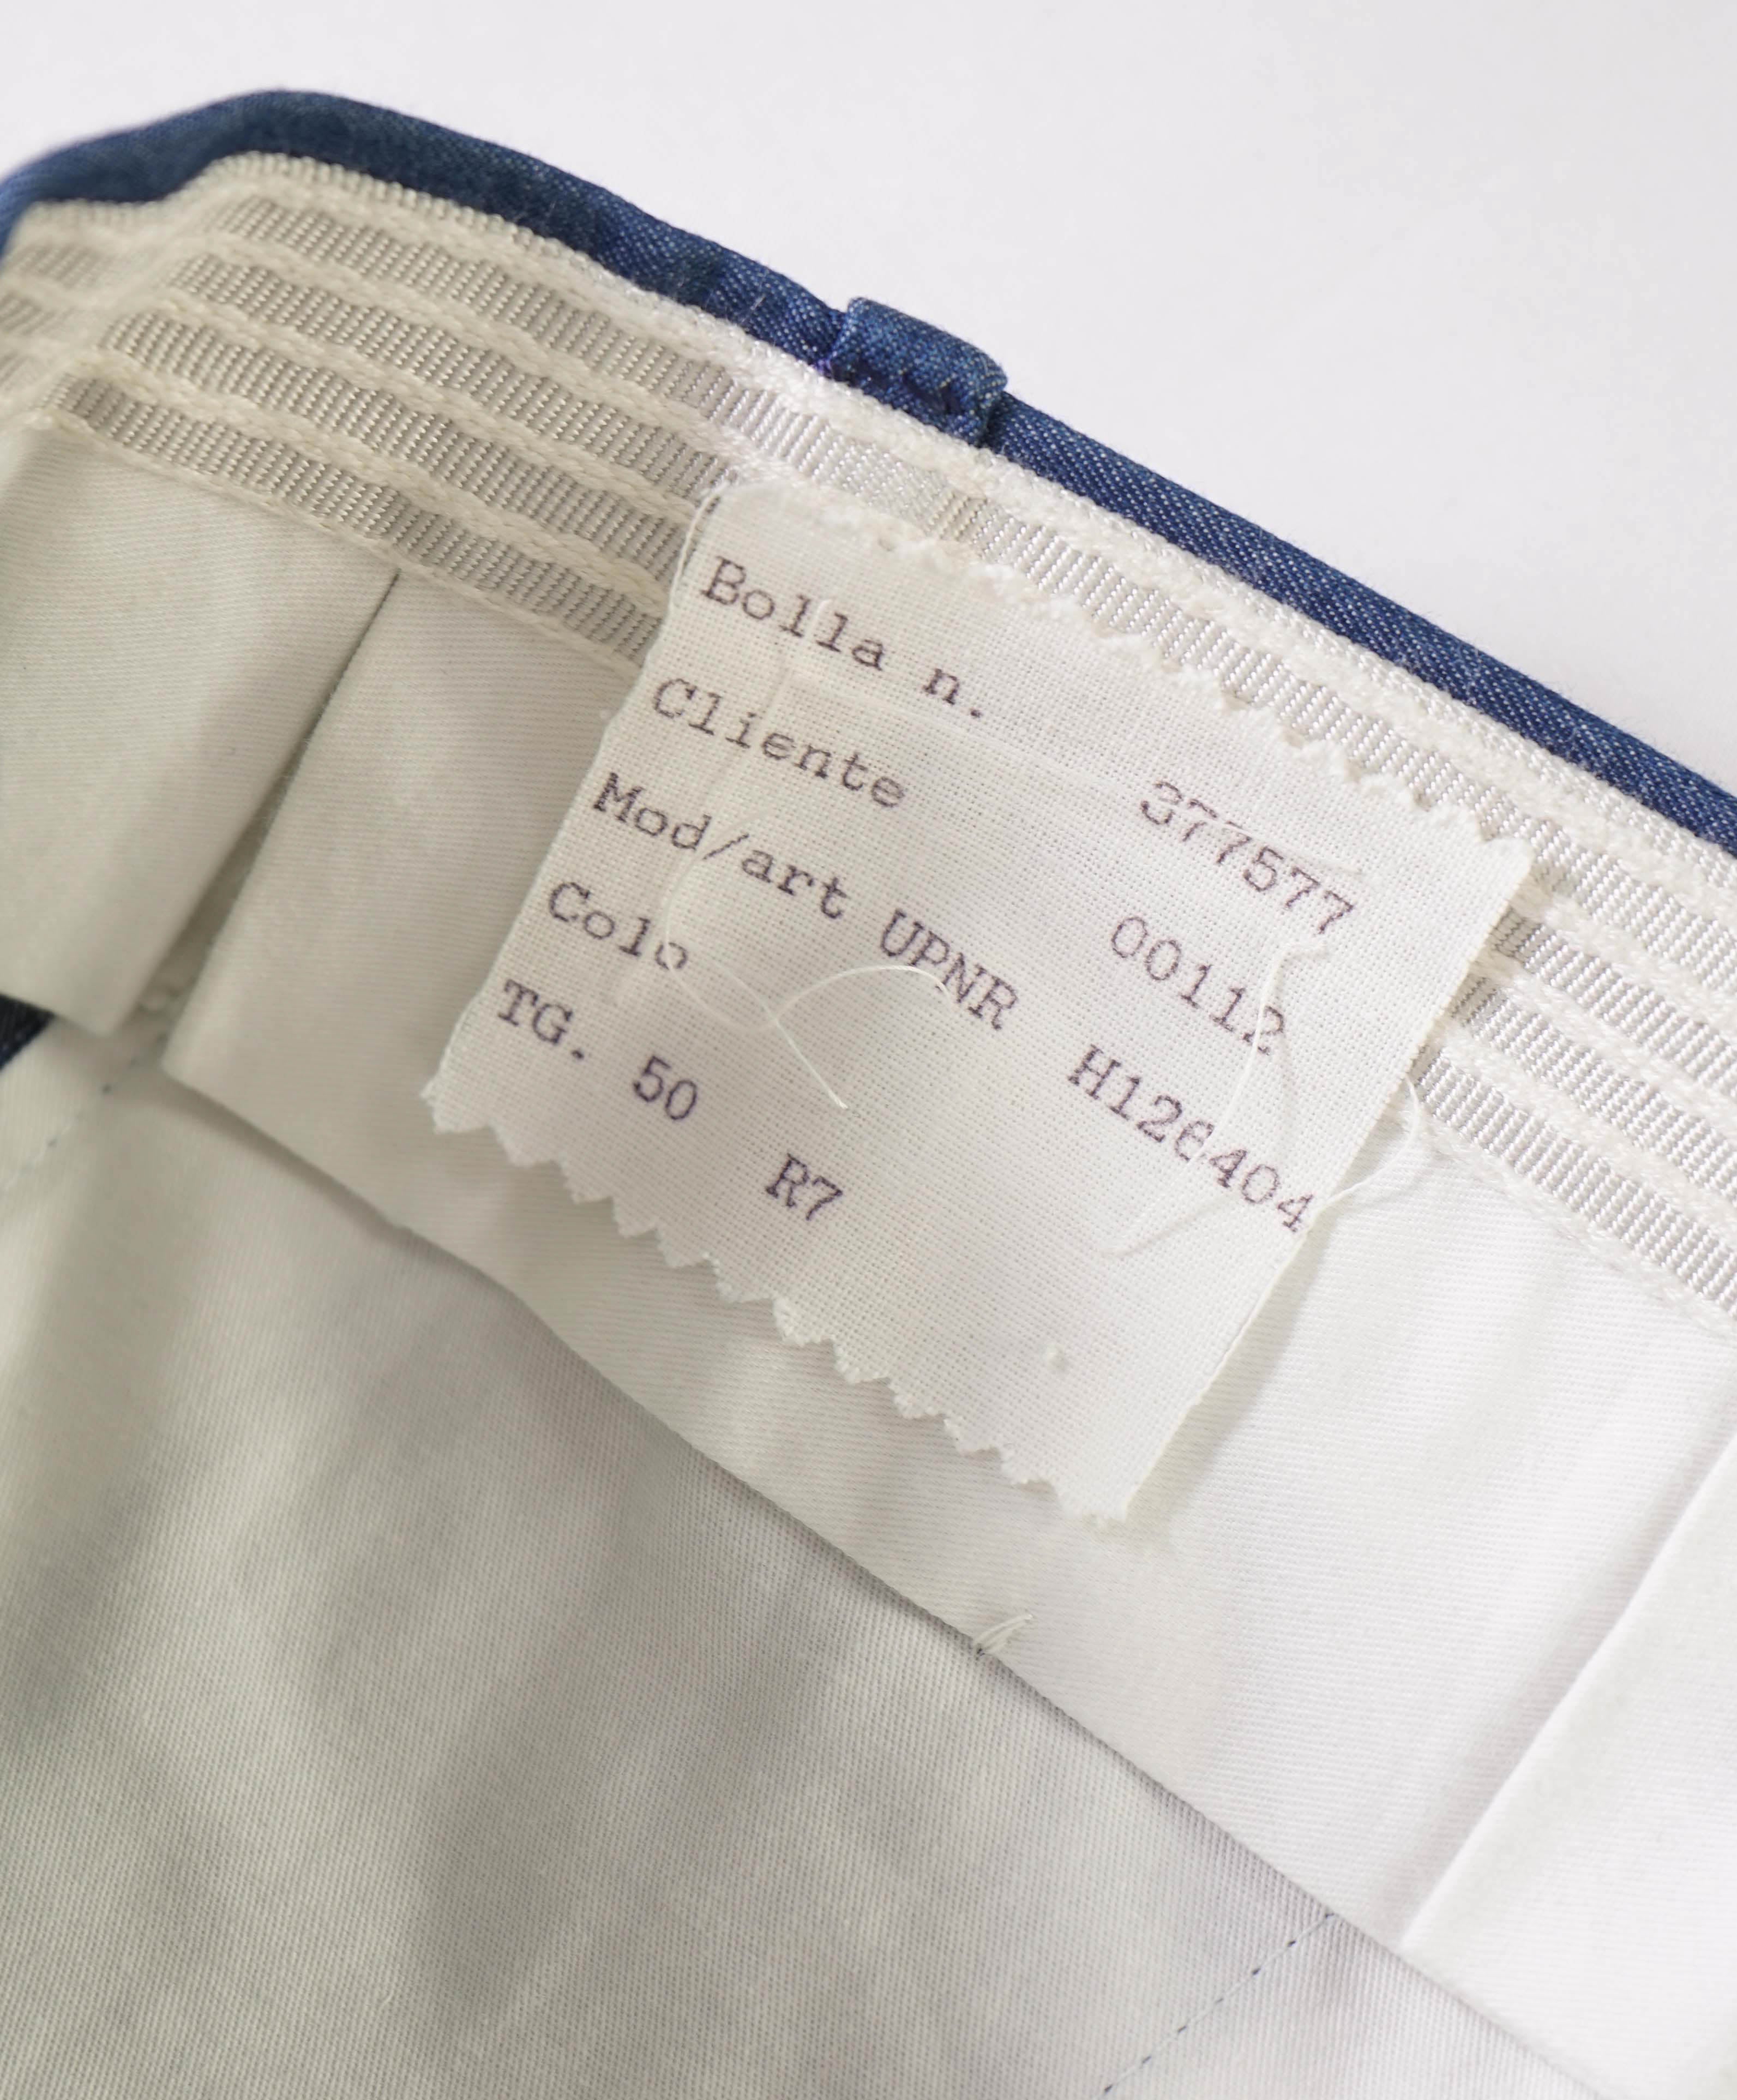 Bolla n. 377577
Cliente 00112
Mod/art UPNR H126404
Colo
TG. 50 R7